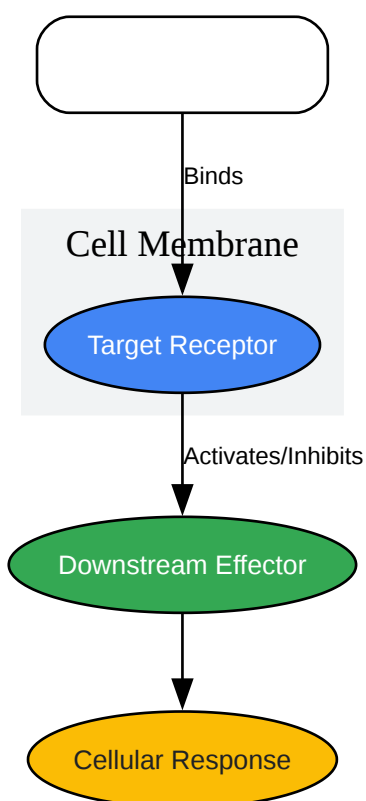 Binds
Cell Membrane
Target Receptor
Activates/Inhibits
Downstream Effector
Cellular Response